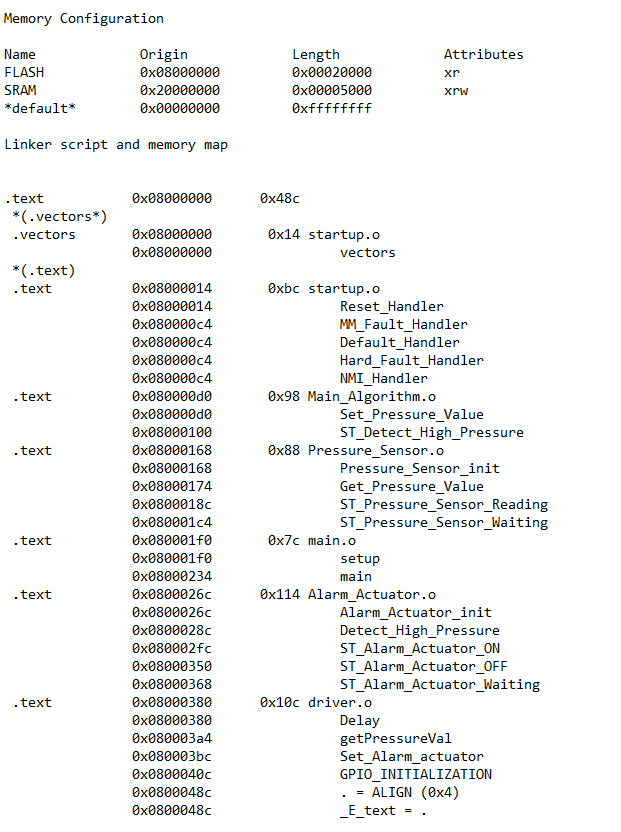 Memory Configuration
Name Origin Length Attributes
FLASH 0x08000000 0x00020000 xr
SRAM 0x20000000 0x00005000 xrw
*default* 0x00000000 0xffffffff
Linker script and memory map
.text 0x08000000 0x48c
*(.vectors*)
.vectors 0x08000000 0x14 startup.o
0x08000000 vectors
*(.text)
.text 0x08000014 0xbc startup.o
0x08000014 Reset_Handler
0x080000c4 MM_Fault_Handler
0x080000c4 Default_Handler
0x080000c4 Hard_Fault_Handler
0x080000c4 NMI_Handler
.text 0x080000d0 0x98 Main_Algorithm.o
0x080000d0 Set_Pressure_Value
0x08000100 ST_Detect_High_Pressure
.text 0x08000168 0x88 Pressure_Sensor.o
0x08000168 Pressure_Sensor_init
0x08000174 Get_Pressure_Value
0x0800018c ST_Pressure_Sensor_Reading
0x080001c4 ST_Pressure_Sensor_Waiting
.text 0x080001f0 0x7c main.o
0x080001f0 setup
0x08000234 main
.text 0x0800026c 0x114 Alarm_Actuator.o
0x0800026c Alarm_Actuator_init
0x0800028c Detect_High_Pressure
0x080002fc ST_Alarm_Actuator_ON
0x08000350 ST_Alarm_Actuator_OFF
0x08000368 ST_Alarm_Actuator_Waiting
.text 0x08000380 0x10c driver.o
0x08000380 Delay
0x080003a4 getPressureVal
0x080003bc Set_Alarm_actuator
0x0800040c GPIO_INITIALIZATION
0x0800048c . = ALIGN (0x4)
0x0800048c _E_text = .